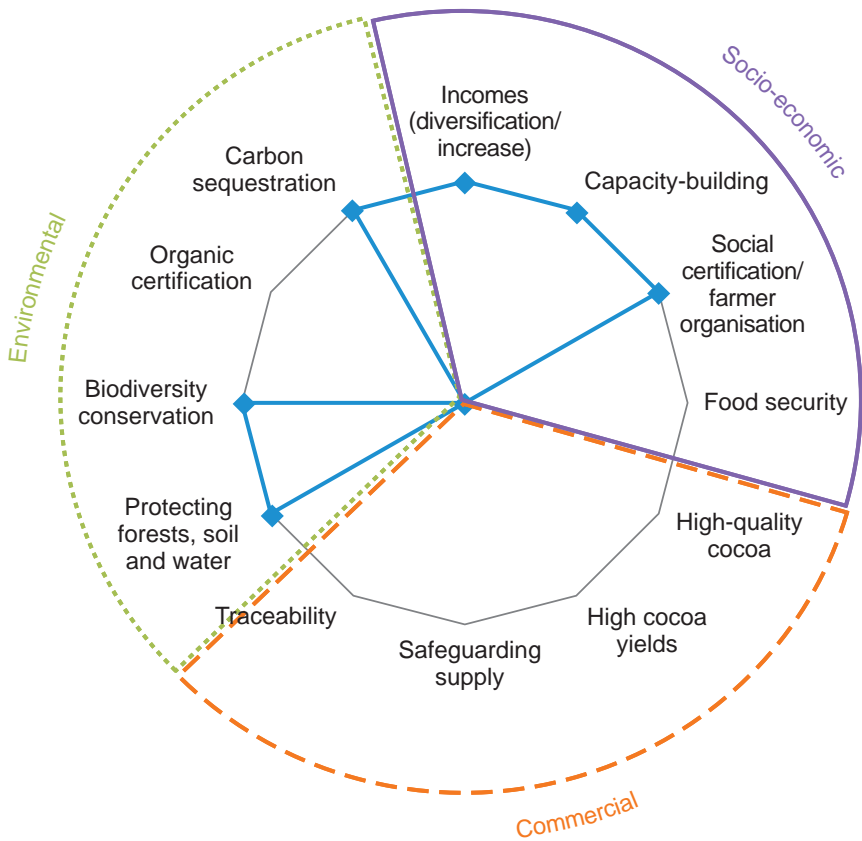 Socio-economic
Incomes
(diversification/
increase)
Carbon
sequestration
Capacity-building
Organic
certification
Social
certification/
farmer
organisation
Environmental
Biodiversity
conservation
Food security
Protecting
forests, soil
and water
High-quality
cocoa
Traceability
High cocoa
yields
Safeguarding
supply
Commercial